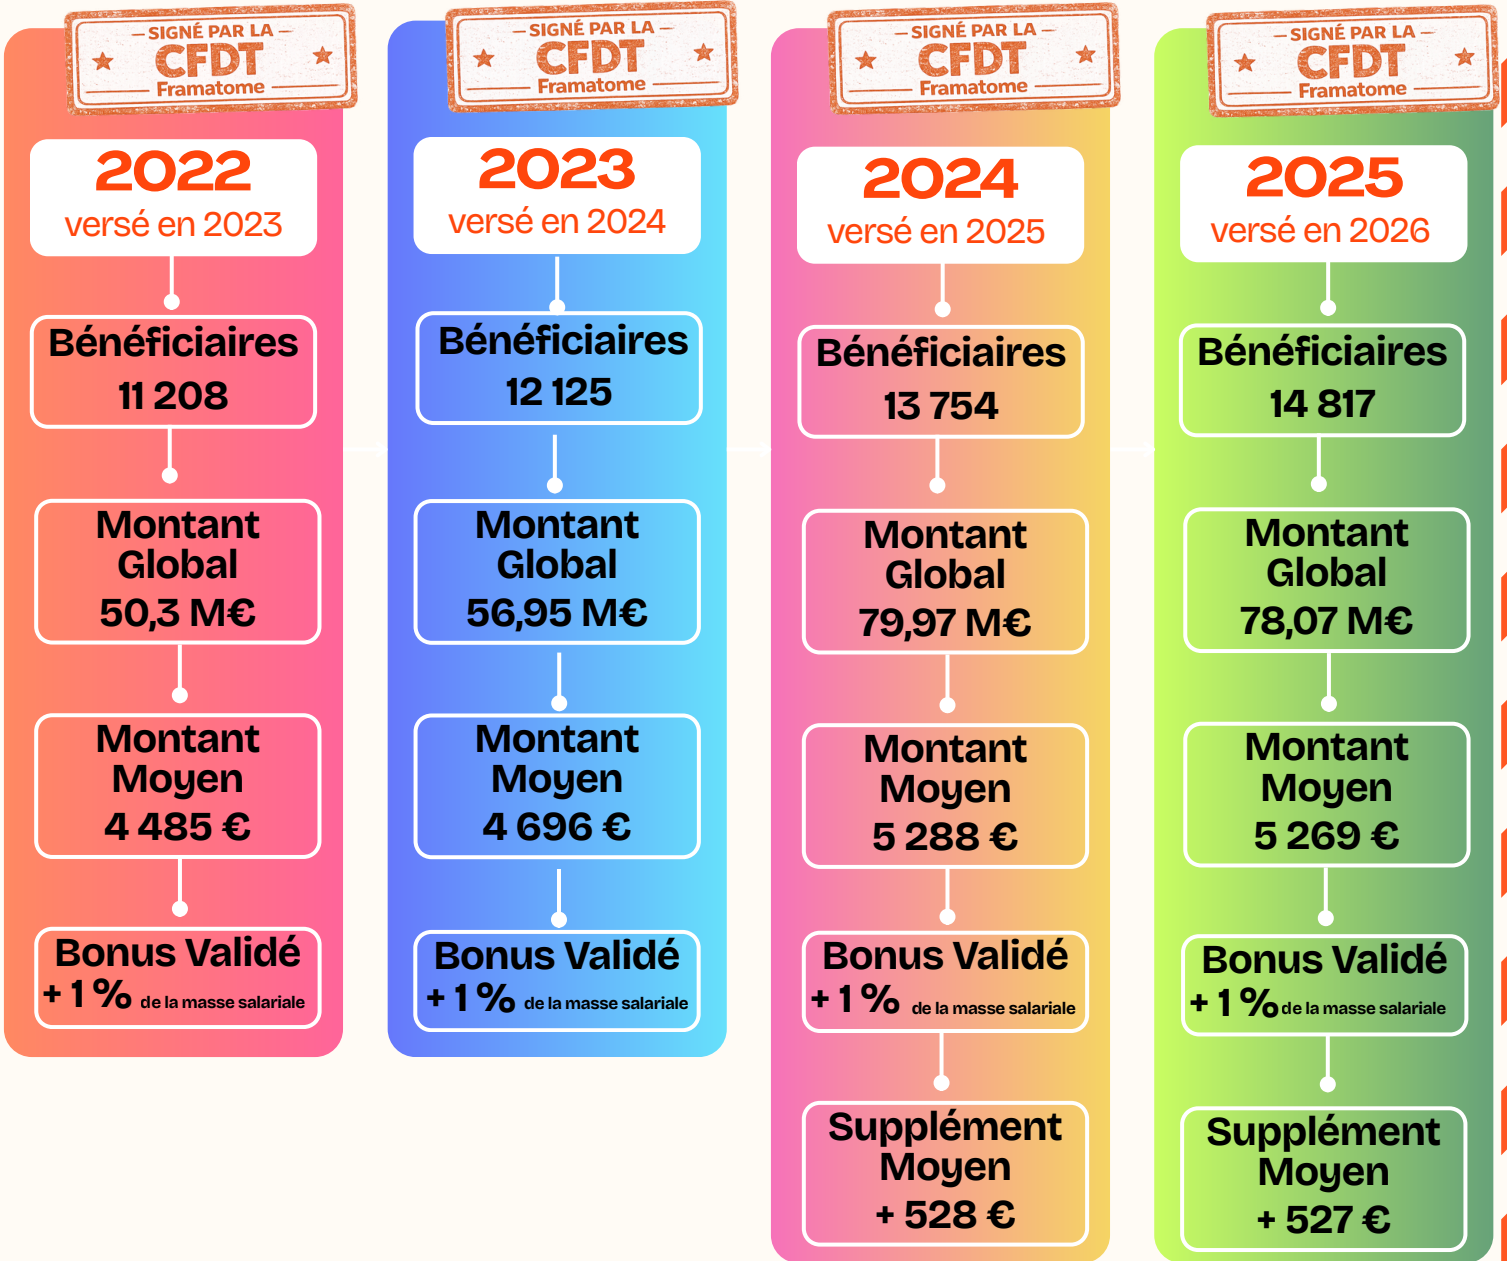 — SIGNÉ PAR LA —
CFDT
Framatome
2022
versé en 2023
Bénéficiaires
11 208
Montant
Global
50,3 M€
Montant
Moyen
4 485 €
Bonus Validé
+ 1 % de la masse salariale
— SIGNÉ PAR LA —
CFDT
Framatome
2023
versé en 2024
Bénéficiaires
12 125
Montant
Global
56,95 M€
Montant
Moyen
4 696 €
Bonus Validé
+ 1 % de la masse salariale
— SIGNÉ PAR LA —
CFDT
Framatome
2024
versé en 2025
Bénéficiaires
13 754
Montant
Global
79,97 M€
Montant
Moyen
5 288 €
Bonus Validé
+ 1 % de la masse salariale
Supplément
Moyen
+ 528 €
— SIGNÉ PAR LA —
CFDT
Framatome
2025
versé en 2026
Bénéficiaires
14 817
Montant
Global
78,07 M€
Montant
Moyen
5 269 €
Bonus Validé
+ 1 % de la masse salariale
Supplément
Moyen
+ 527 €